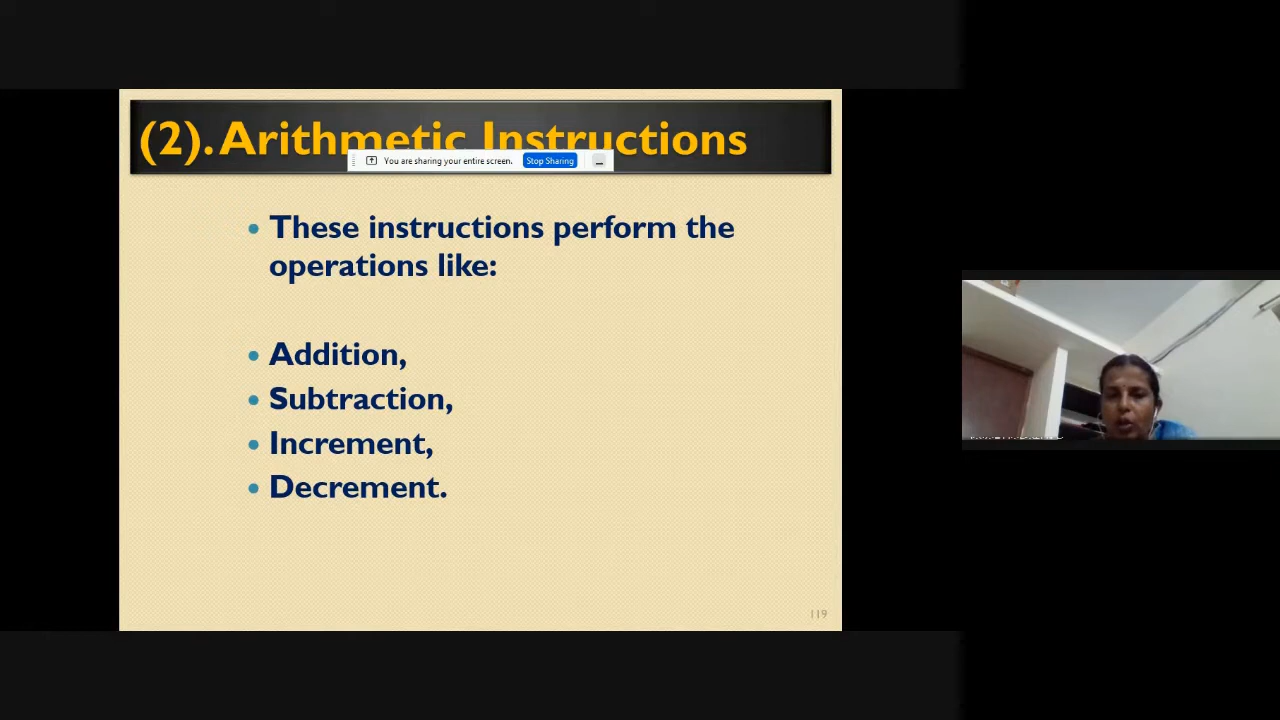 (2). Arithmetic Instructions
You are sharing your entire screen. Stop Sharing
• These instructions perform the
operations like:
• Addition,
• Subtraction,
• Increment,
• Decrement.
119